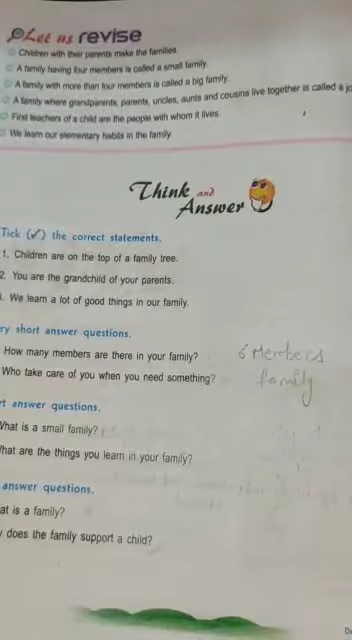 Let us revise
Children with their parents make the families.
A family having four members is called a small family.
A family with more than four members is called a big family.
A family where grandparents, parents, uncles, aunts and cousins live together is called a jo
First teachers of a child are the people with whom it lives.
We learn our elementary habits in the family.
Think and
Answer
Tick (✓) the correct statements.
1. Children are on the top of a family tree.
2. You are the grandchild of your parents.
. We learn a lot of good things in our family.
ry short answer questions.
How many members are there in your family? 6 Members
Who take care of you when you need something? family
rt answer questions.
What is a small family?
hat are the things you learn in your family?
answer questions.
at is a family?
does the family support a child?